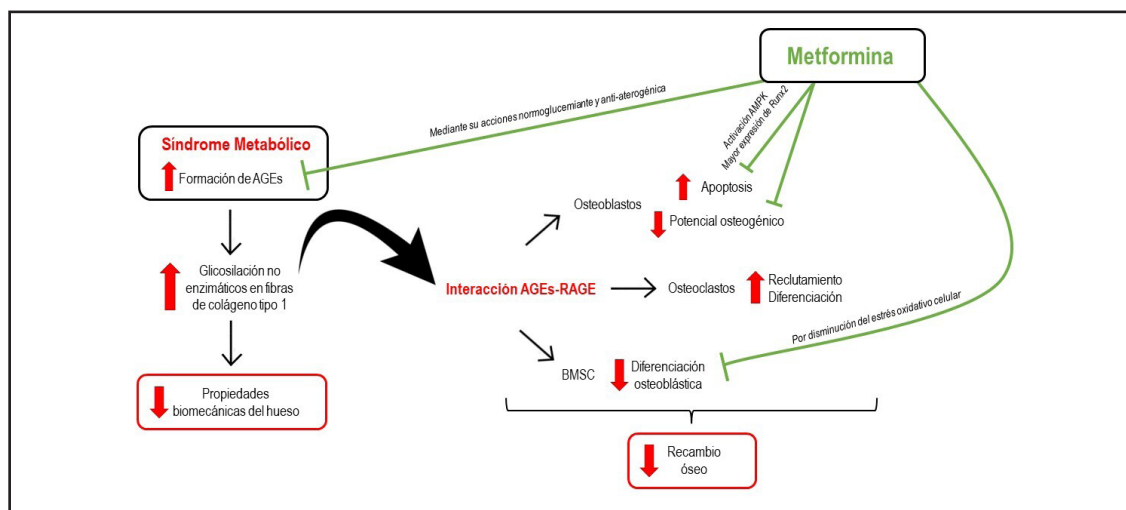 Metformina
Mediante su acciones normoglucemiante y anti-aterogénica
Activación AMPK
Mayor expresión de Runx2
Síndrome Metabólico
Formación de AGEs
Apoptosis
Osteoblastos
Potencial osteogénico
Glicosilación no
enzimáticos en fibras
de colágeno tipo 1
Interacción AGEs-RAGE
Osteoclastos
Reclutamiento
Diferenciación
Por disminución del estrés oxidativo celular
BMSC
Diferenciación
osteoblástica
Propiedades
biomecánicas del hueso
Recambio
óseo